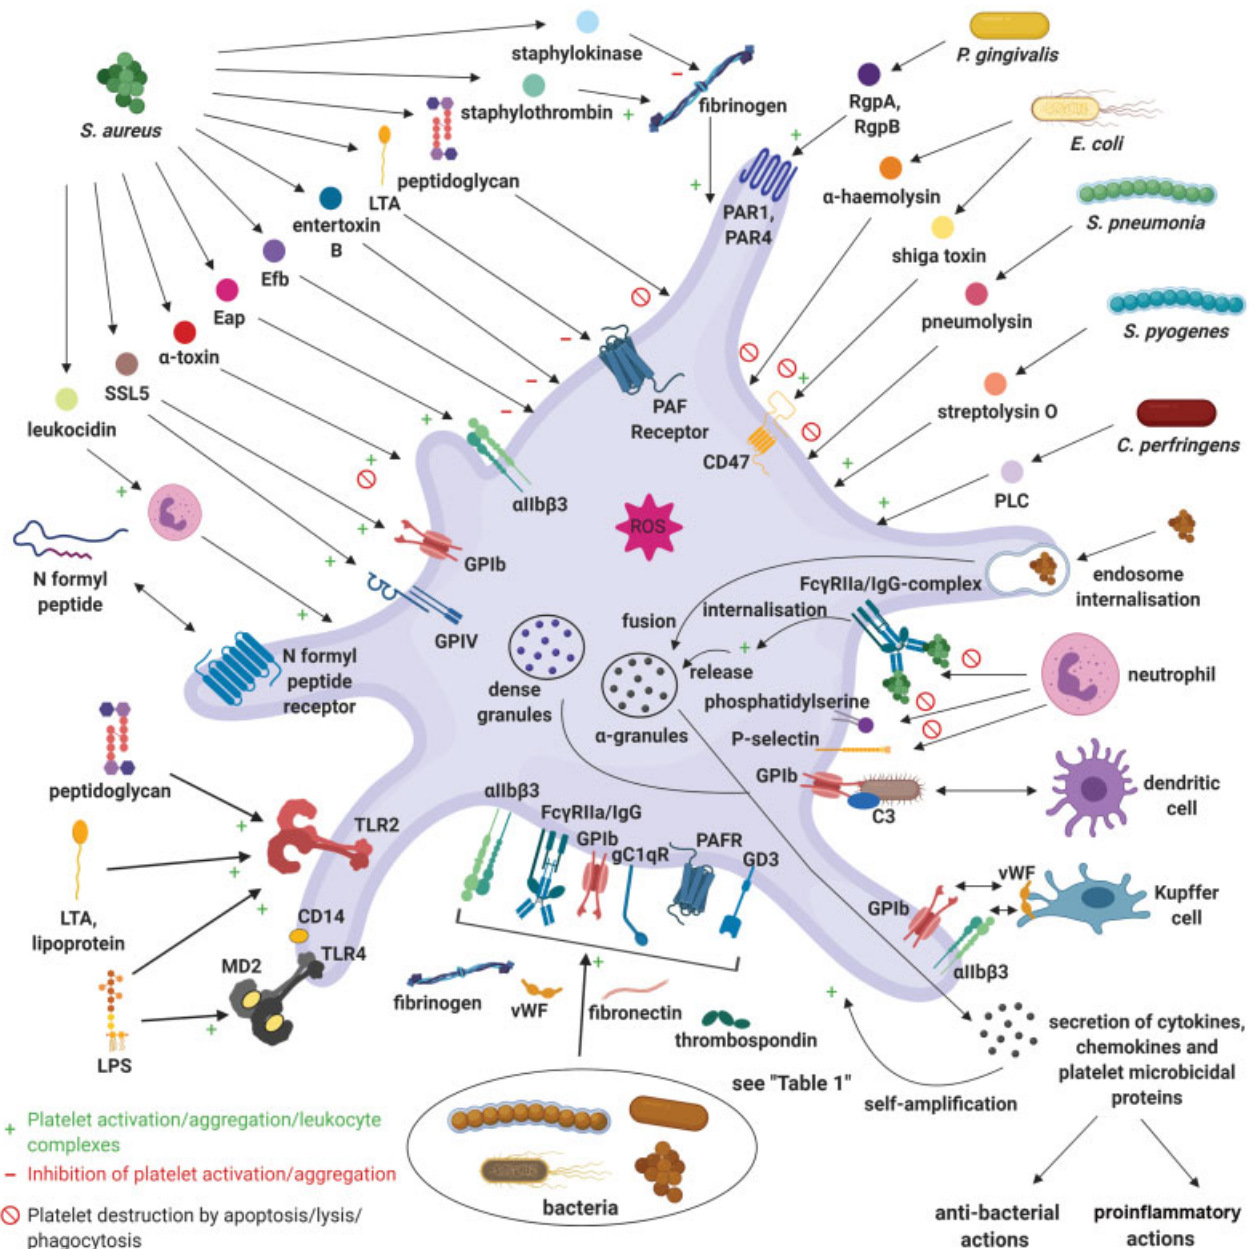 S. aureus
staphylokinase
staphylothrombin
peptidoglycan
LTA
entertoxin
B
Efb
Eap
α-toxin
SSL5
leukocidin
fibrinogen
P. gingivalis
RgpA,
RgpB
E. coli
α-haemolysin
S. pneumonia
shiga toxin
pneumolysin
S. pyogenes
streptolysin O
C. perfringens
PLC
PAR1,
PAR4
PAF
Receptor
CD47
αIIbβ3
ROS
GPIb
GPIV
N formyl
peptide
N formyl
peptide
receptor
endosome
internalisation
FcγRIIa/IgG-complex
internalisation
fusion
release
dense
granules
α-granules
phosphatidylserine
P-selectin
GPIb
C3
neutrophil
dendritic
cell
vWF
Kupffer
cell
GPIb
αIIbβ3
peptidoglycan
LTA,
lipoprotein
LPS
TLR2
CD14
TLR4
MD2
αIIbβ3
FcγRIIa/IgG
GPIb
gC1qR
PAFR
GD3
fibrinogen
vWF
fibronectin
thrombospondin
see "Table 1"
bacteria
self-amplification
secretion of cytokines,
chemokines and
platelet microbicidal
proteins
anti-bacterial
actions
proinflammatory
actions
+ Platelet activation/aggregation/leukocyte
complexes
− Inhibition of platelet activation/aggregation
Platelet destruction by apoptosis/lysis/
phagocytosis